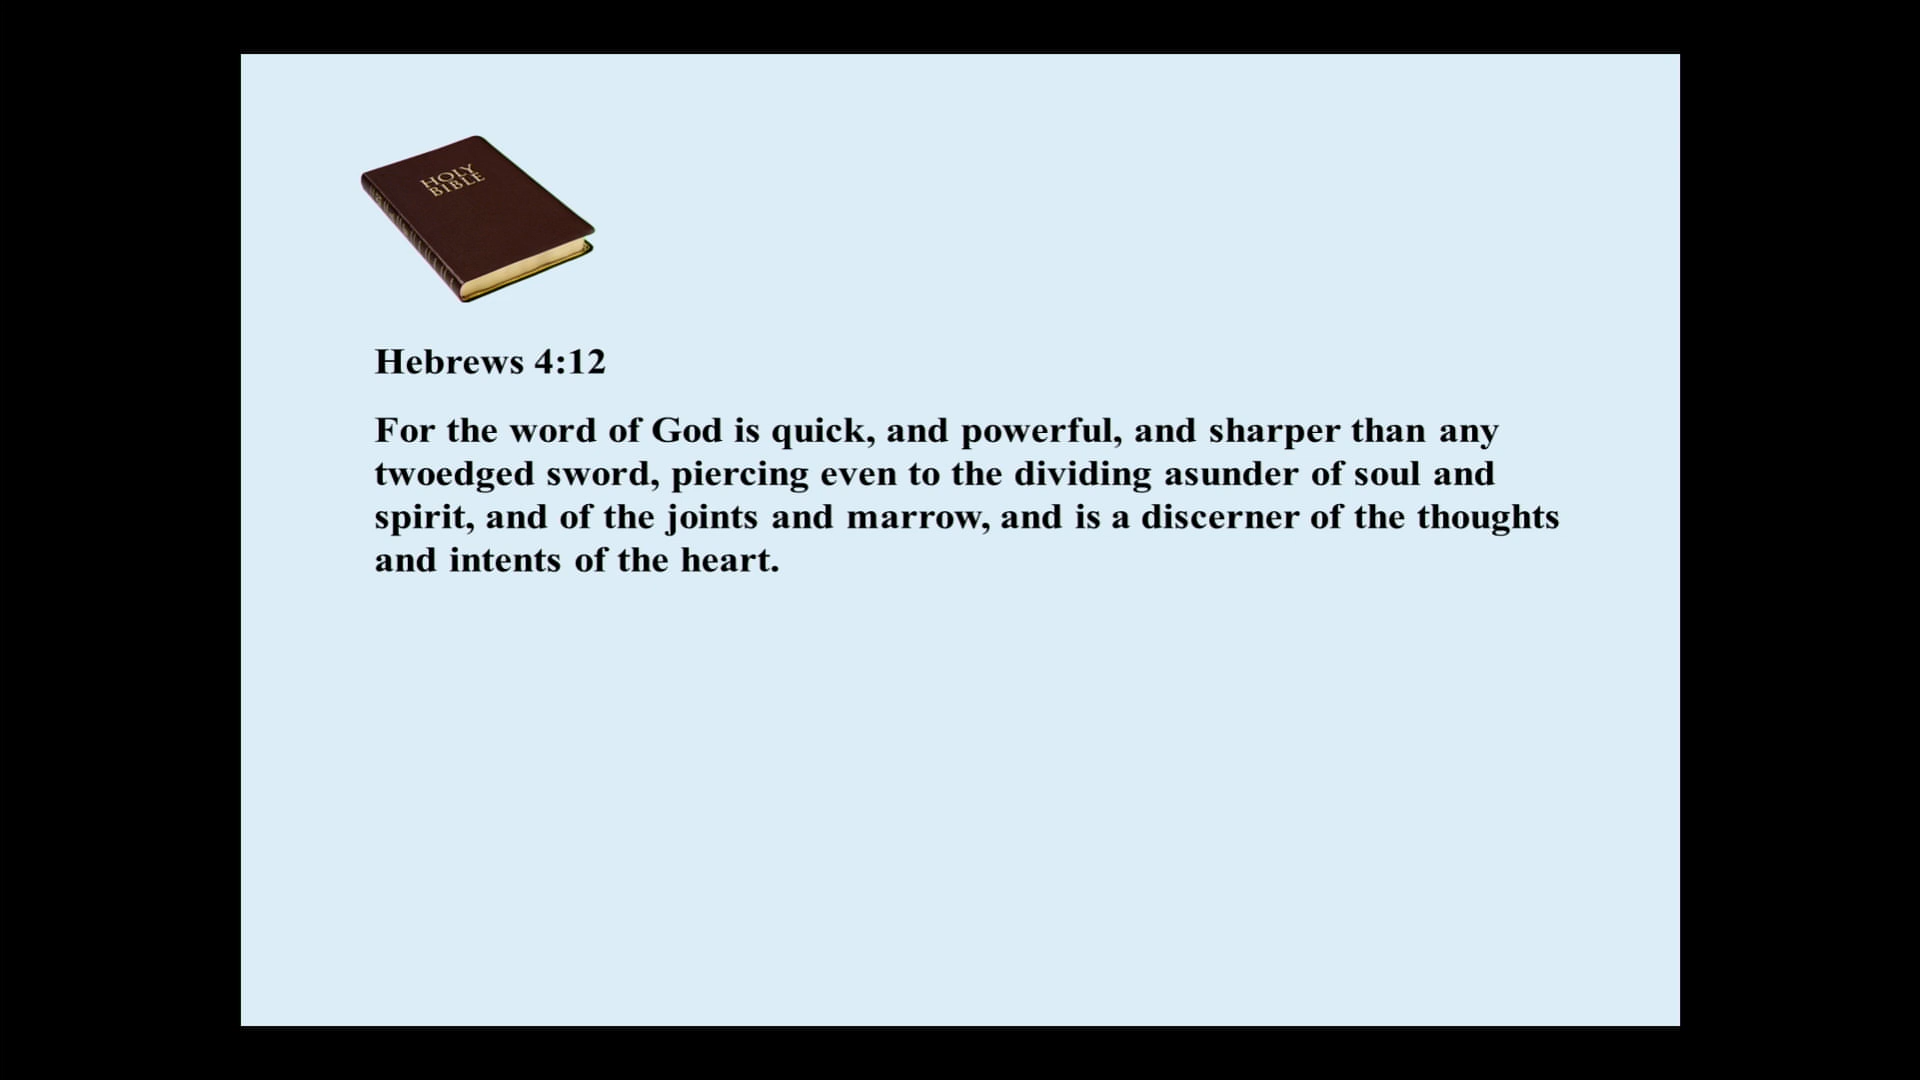 HOLY
BIBLE
Hebrews 4:12
For the word of God is quick, and powerful, and sharper than any
twoedged sword, piercing even to the dividing asunder of soul and
spirit, and of the joints and marrow, and is a discerner of the thoughts
and intents of the heart.